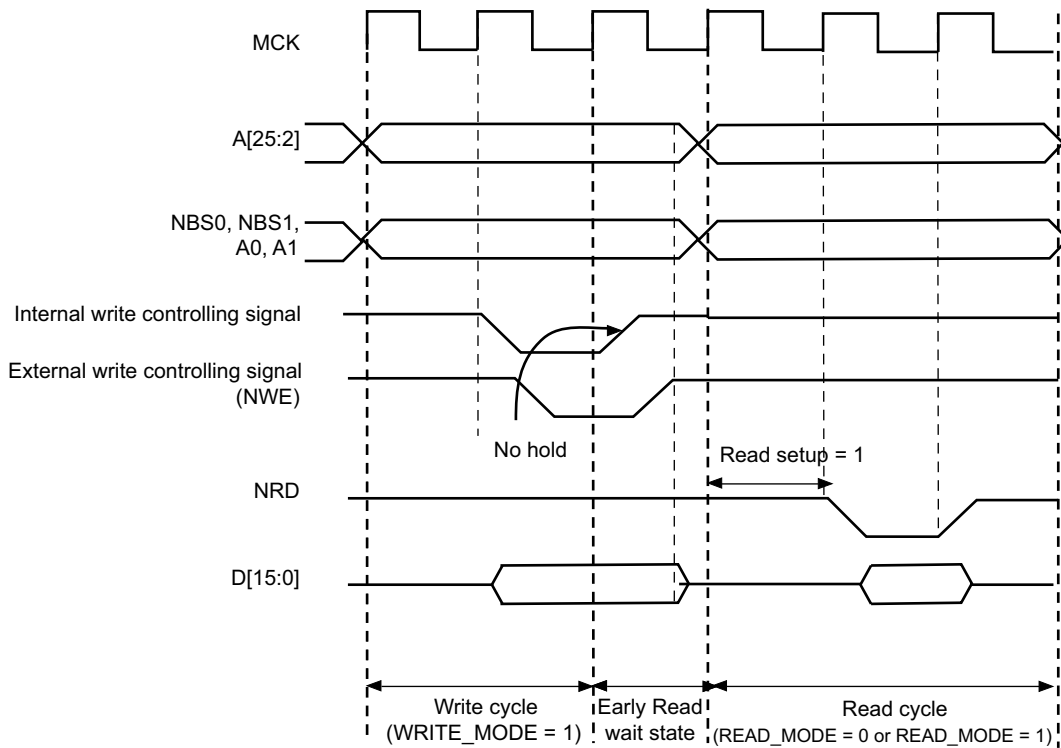 MCK
A[25:2]
NBS0, NBS1,
A0, A1
Internal write controlling signal
External write controlling signal
(NWE)
No hold
Read setup = 1
NRD
D[15:0]
Write cycle
(WRITE_MODE = 1)
Early Read
wait state
Read cycle
(READ_MODE = 0 or READ_MODE = 1)